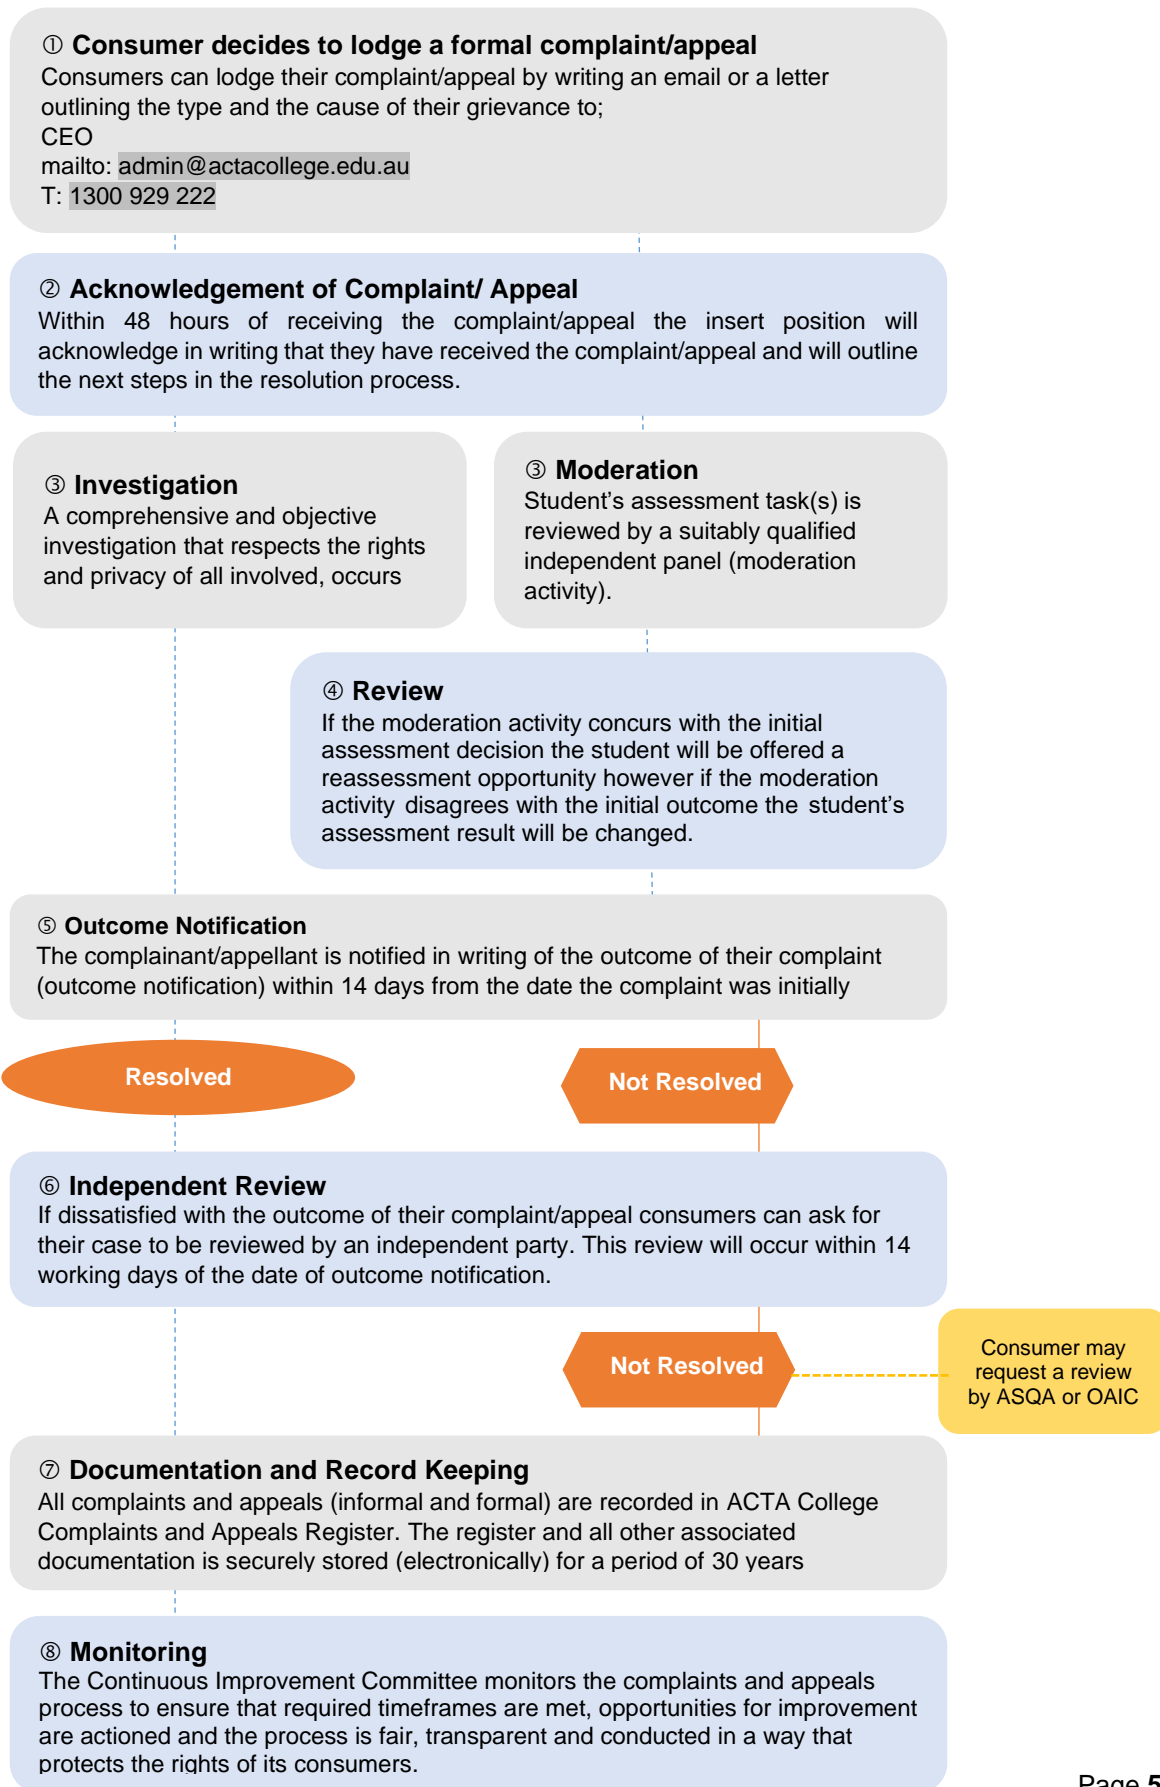 ① Consumer decides to lodge a formal complaint/appeal
Consumers can lodge their complaint/appeal by writing an email or a letter
outlining the type and the cause of their grievance to;
CEO
mailto: admin@actacollege.edu.au
T: 1300 929 222
② Acknowledgement of Complaint/ Appeal
Within 48 hours of receiving the complaint/appeal the insert position will
acknowledge in writing that they have received the complaint/appeal and will outline
the next steps in the resolution process.
③ Investigation
A comprehensive and objective
investigation that respects the rights
and privacy of all involved, occurs
③ Moderation
Student’s assessment task(s) is
reviewed by a suitably qualified
independent panel (moderation
activity).
④ Review
If the moderation activity concurs with the initial
assessment decision the student will be offered a
reassessment opportunity however if the moderation
activity disagrees with the initial outcome the student’s
assessment result will be changed.
⑤ Outcome Notification
The complainant/appellant is notified in writing of the outcome of their complaint
(outcome notification) within 14 days from the date the complaint was initially
Resolved
Not Resolved
⑥ Independent Review
If dissatisfied with the outcome of their complaint/appeal consumers can ask for
their case to be reviewed by an independent party. This review will occur within 14
working days of the date of outcome notification.
Not Resolved
Consumer may
request a review
by ASQA or OAIC
⑦ Documentation and Record Keeping
All complaints and appeals (informal and formal) are recorded in ACTA College
Complaints and Appeals Register. The register and all other associated
documentation is securely stored (electronically) for a period of 30 years
⑧ Monitoring
The Continuous Improvement Committee monitors the complaints and appeals
process to ensure that required timeframes are met, opportunities for improvement
are actioned and the process is fair, transparent and conducted in a way that
protects the rights of its consumers.
Page 5